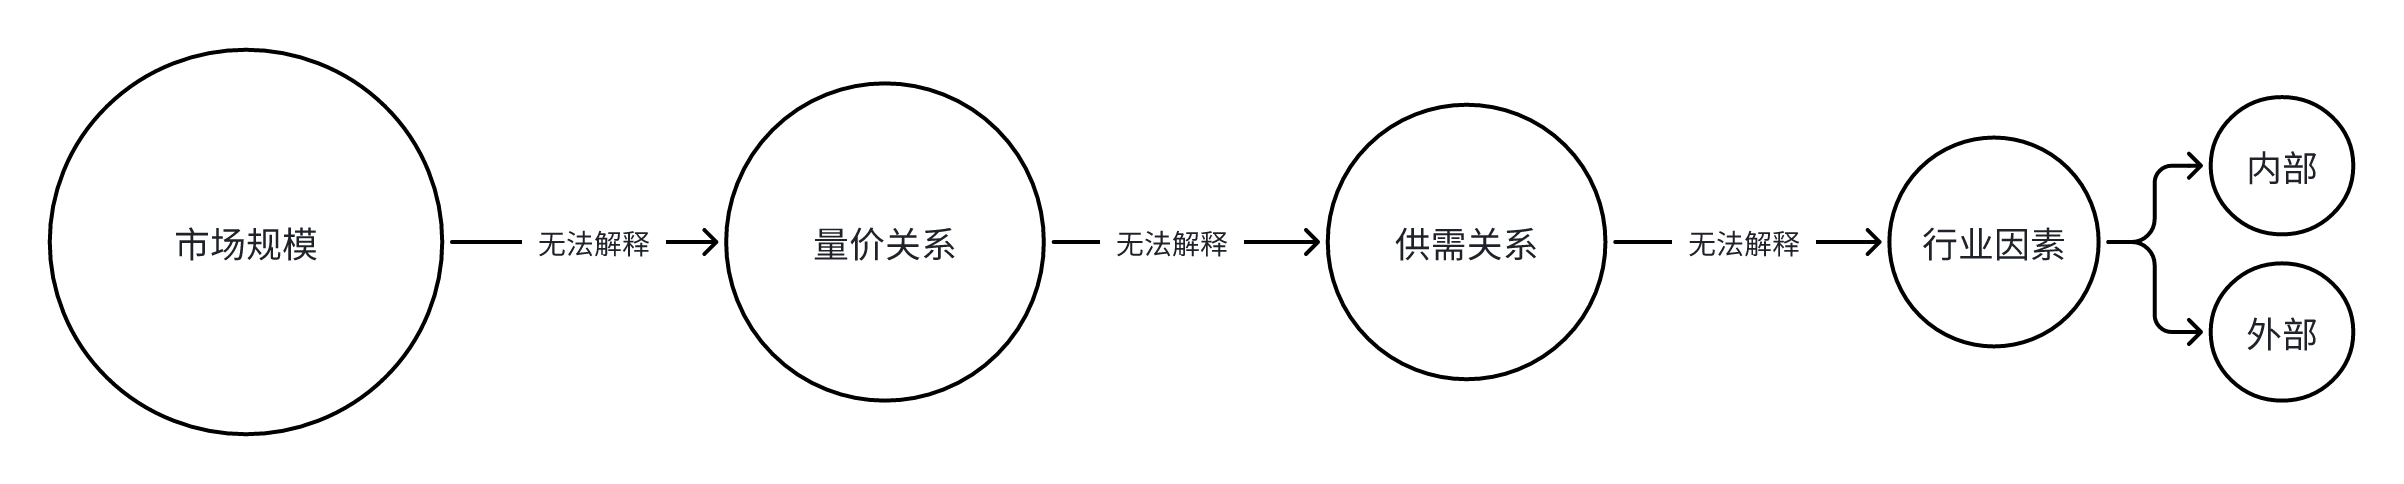 市场规模
无法解释
量价关系
无法解释
供需关系
无法解释
行业因素
内部
外部